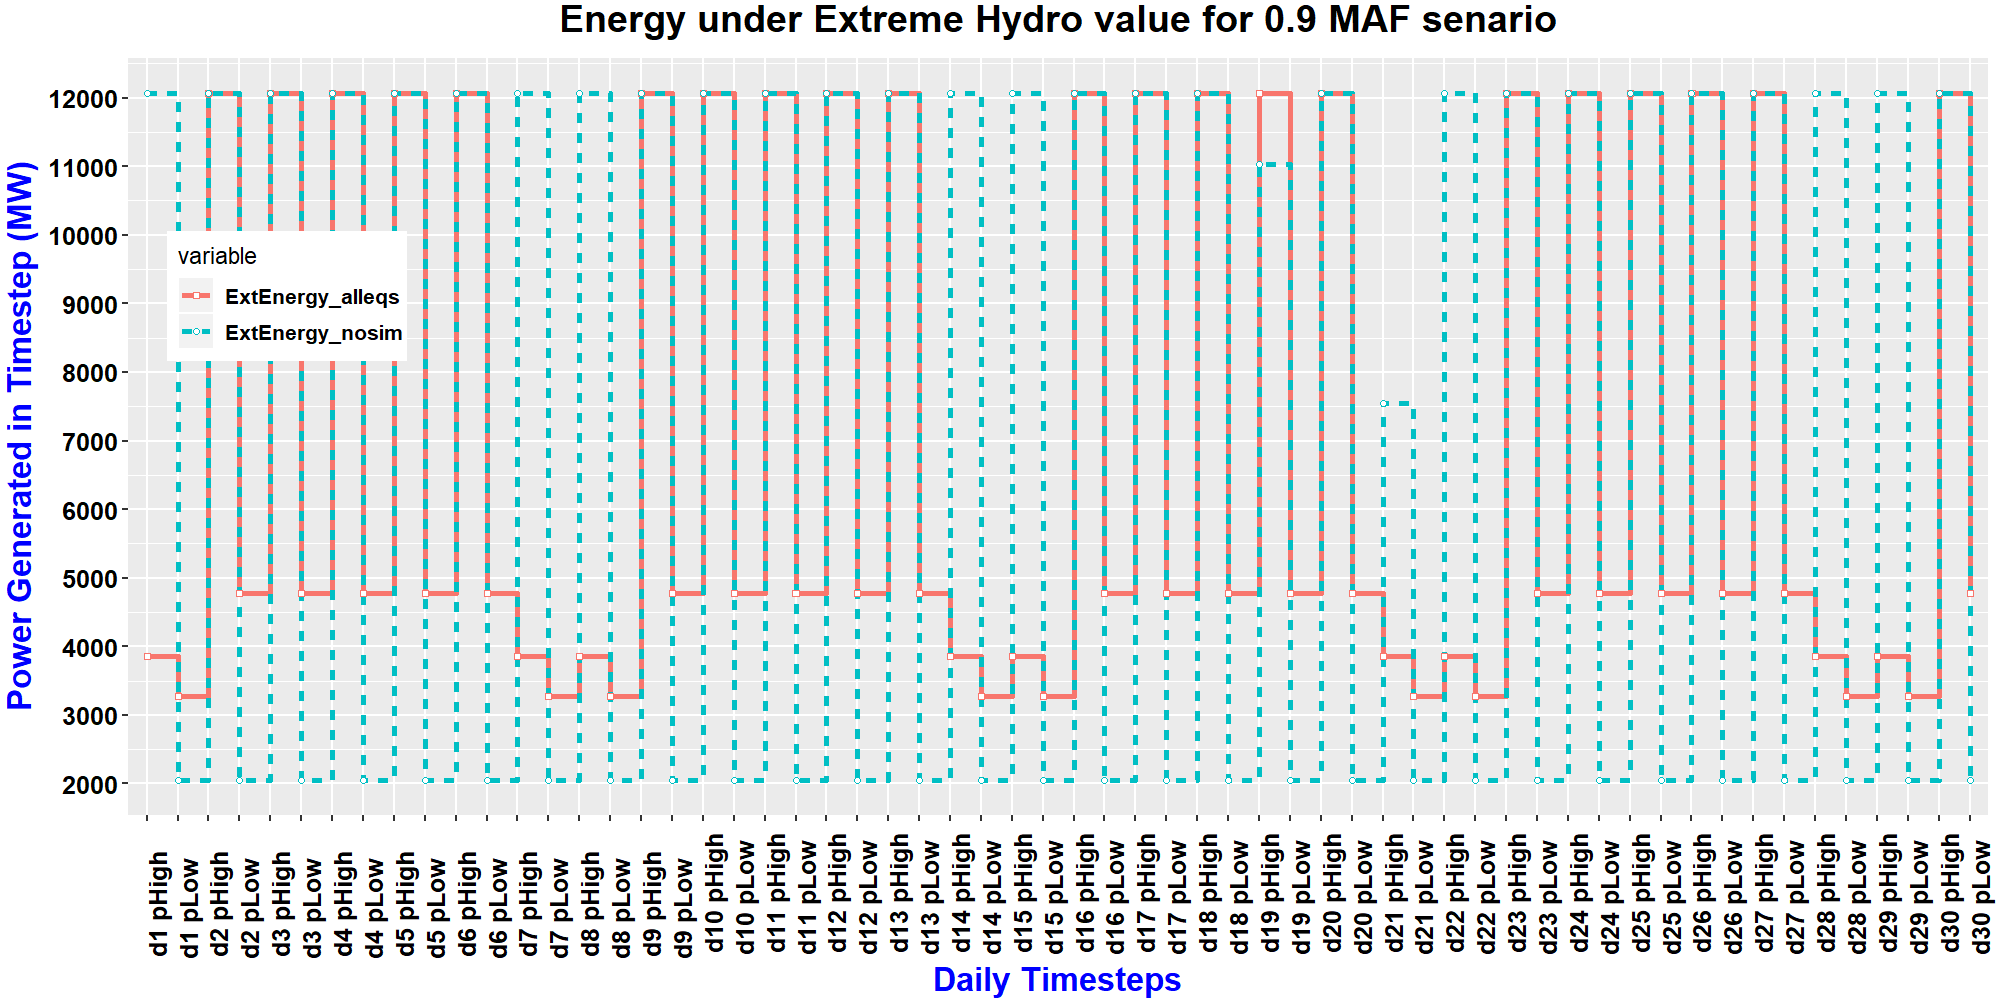 Energy under Extreme Hydro value for 0.9 MAF senario
Power Generated in Timestep (MW)
12000
11000
10000
9000
8000
7000
6000
5000
4000
3000
2000
variable
ExtEnergy_alleqs
ExtEnergy_nosim
d1 pHigh
d1 pLow
d2 pHigh
d2 pLow
d3 pHigh
d3 pLow
d4 pHigh
d4 pLow
d5 pHigh
d5 pLow
d6 pHigh
d6 pLow
d7 pHigh
d7 pLow
d8 pHigh
d8 pLow
d9 pHigh
d9 pLow
d10 pHigh
d10 pLow
d11 pHigh
d11 pLow
d12 pHigh
d12 pLow
d13 pHigh
d13 pLow
d14 pHigh
d14 pLow
d15 pHigh
d15 pLow
d16 pHigh
d16 pLow
d17 pHigh
d17 pLow
d18 pHigh
d18 pLow
d19 pHigh
d19 pLow
d20 pHigh
d20 pLow
d21 pHigh
d21 pLow
d22 pHigh
d22 pLow
d23 pHigh
d23 pLow
d24 pHigh
d24 pLow
d25 pHigh
d25 pLow
d26 pHigh
d26 pLow
d27 pHigh
d27 pLow
d28 pHigh
d28 pLow
d29 pHigh
d29 pLow
d30 pHigh
d30 pLow
Daily Timesteps